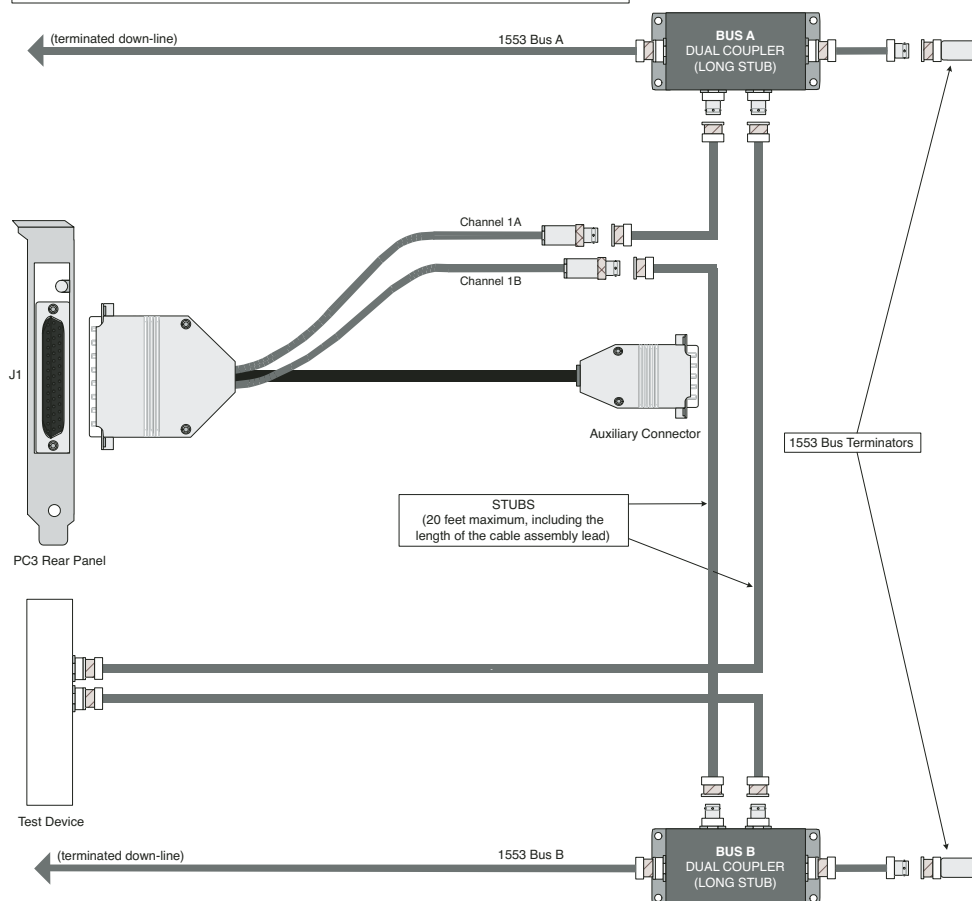 (terminated down-line)
1553 Bus A
BUS A
DUAL COUPLER
(LONG STUB)
Channel 1A
Channel 1B
J1
Auxiliary Connector
1553 Bus Terminators
STUBS
(20 feet maximum, including the
length of the cable assembly lead)
PC3 Rear Panel
Test Device
(terminated down-line)
1553 Bus B
BUS B
DUAL COUPLER
(LONG STUB)